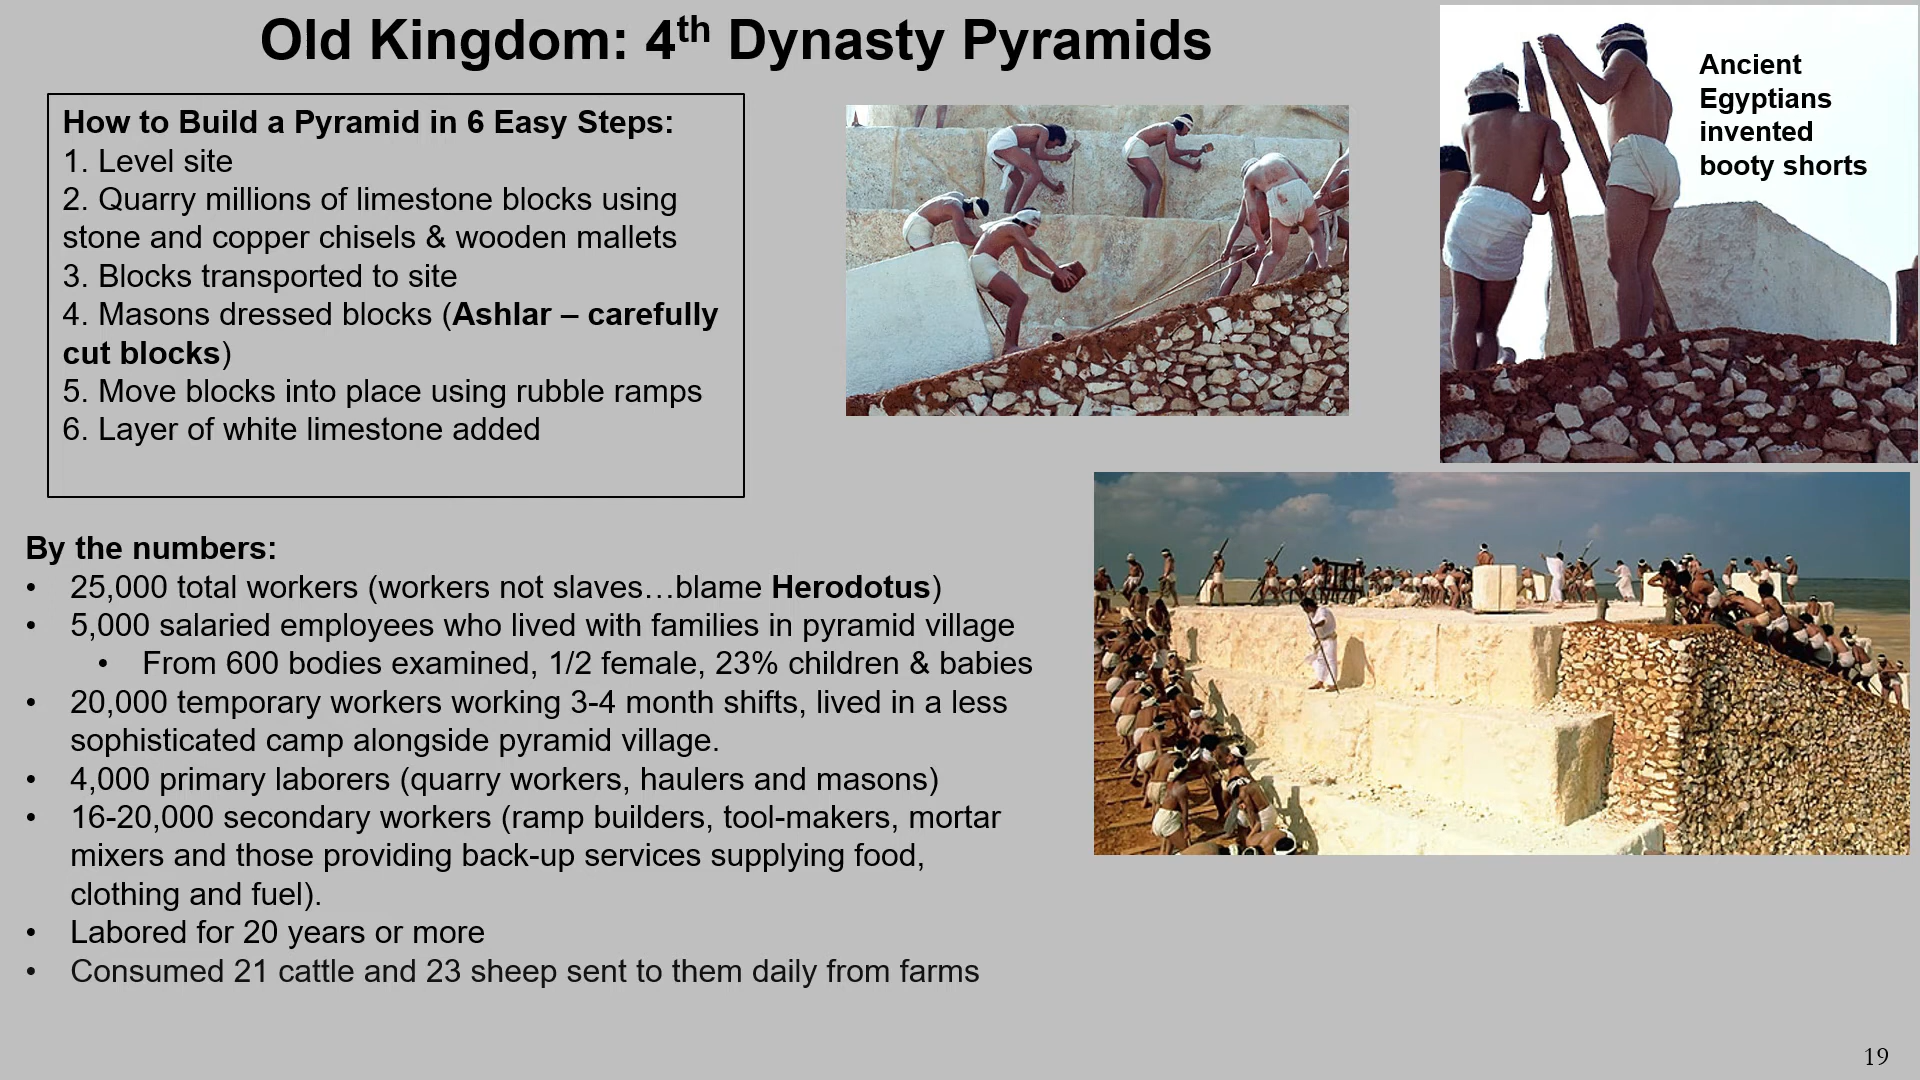 Old Kingdom: 4th Dynasty Pyramids
How to Build a Pyramid in 6 Easy Steps:
1. Level site
2. Quarry millions of limestone blocks using
stone and copper chisels & wooden mallets
3. Blocks transported to site
4. Masons dressed blocks (Ashlar – carefully
cut blocks)
5. Move blocks into place using rubble ramps
6. Layer of white limestone added
Ancient
Egyptians
invented
booty shorts
By the numbers:
• 25,000 total workers (workers not slaves…blame Herodotus)
• 5,000 salaried employees who lived with families in pyramid village
• From 600 bodies examined, 1/2 female, 23% children & babies
• 20,000 temporary workers working 3-4 month shifts, lived in a less
sophisticated camp alongside pyramid village.
• 4,000 primary laborers (quarry workers, haulers and masons)
• 16-20,000 secondary workers (ramp builders, tool-makers, mortar
mixers and those providing back-up services supplying food,
clothing and fuel).
• Labored for 20 years or more
• Consumed 21 cattle and 23 sheep sent to them daily from farms
19